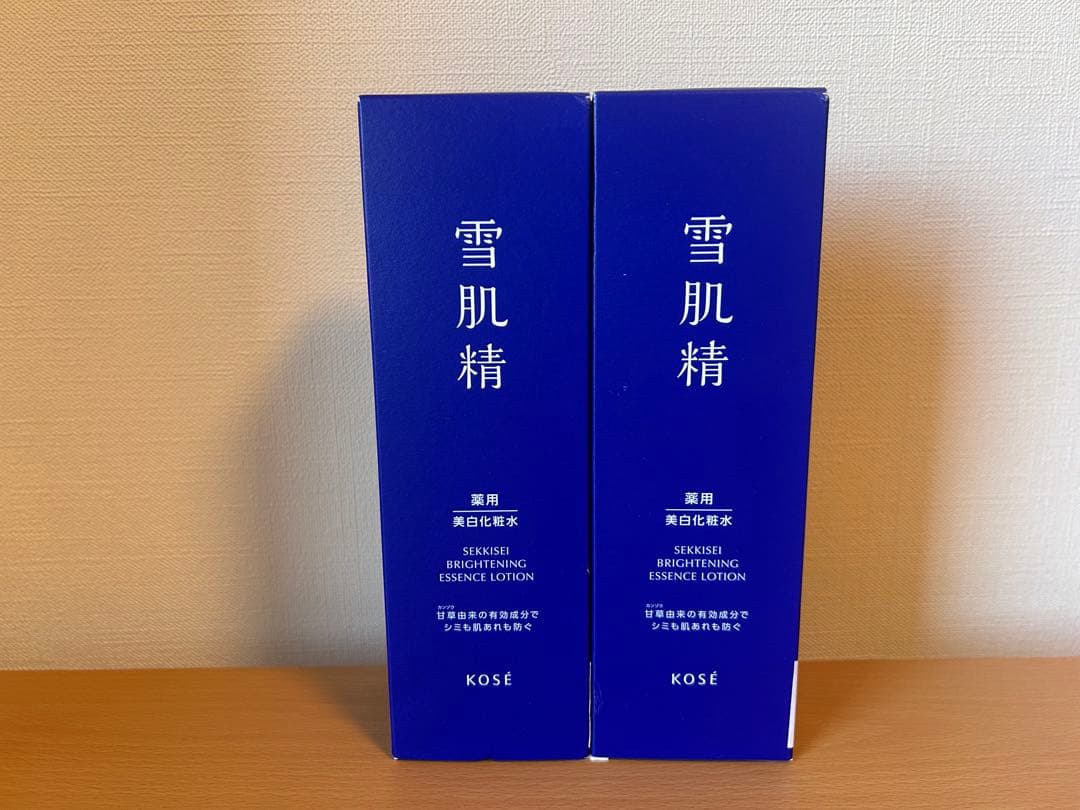 雪肌精
薬用
美白化粧水
SEKKISEI
BRIGHTENING
ESSENCE LOTION
カンゾウ
甘草由来の有効成分で
シミも肌あれも防ぐ
KOSÉ
雪肌精
薬用
美白化粧水
SEKKISEI
BRIGHTENING
ESSENCE LOTION
カンゾウ
甘草由来の有効成分で
シミも肌あれも防ぐ
KOSÉ